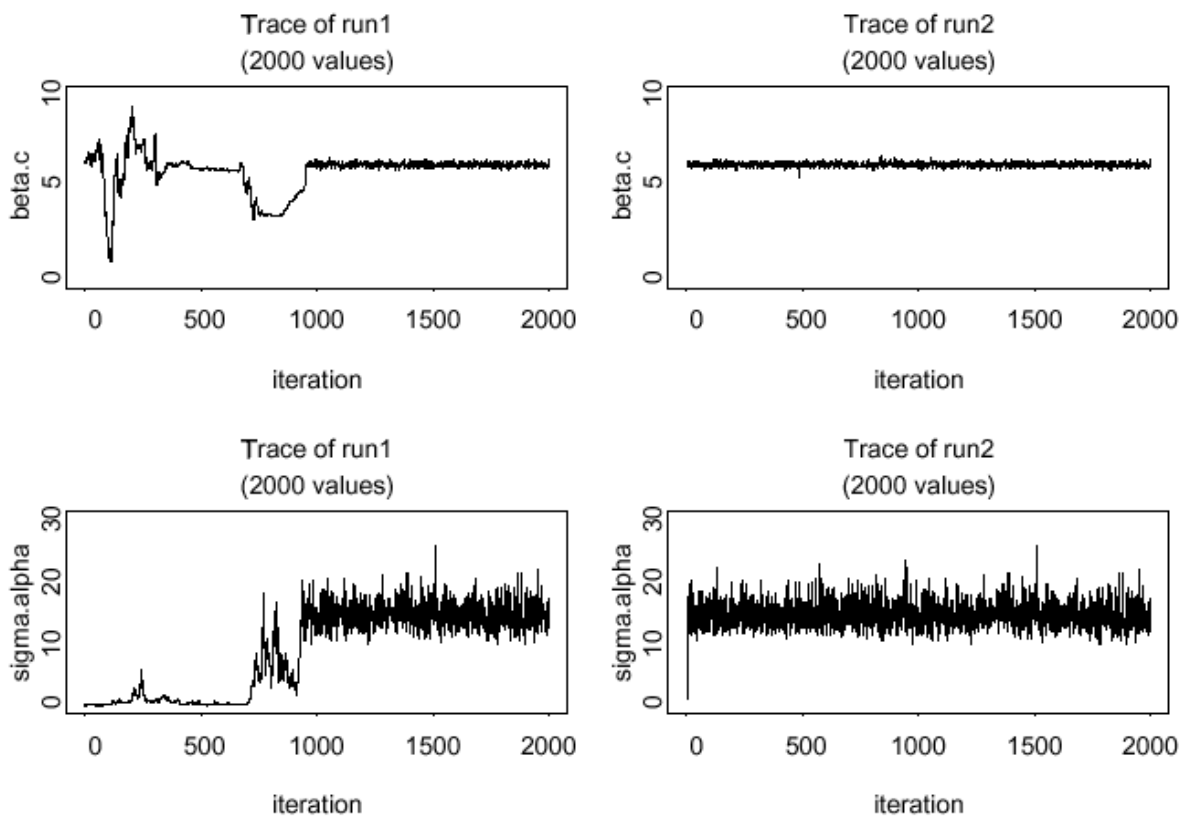 Trace of run1
(2000 values)
10
5
0
beta.c
0 500 1000 1500 2000
iteration
Trace of run2
(2000 values)
10
5
0
beta.c
0 500 1000 1500 2000
iteration
Trace of run1
(2000 values)
30
20
10
0
sigma.alpha
0 500 1000 1500 2000
iteration
Trace of run2
(2000 values)
30
20
10
0
sigma.alpha
0 500 1000 1500 2000
iteration